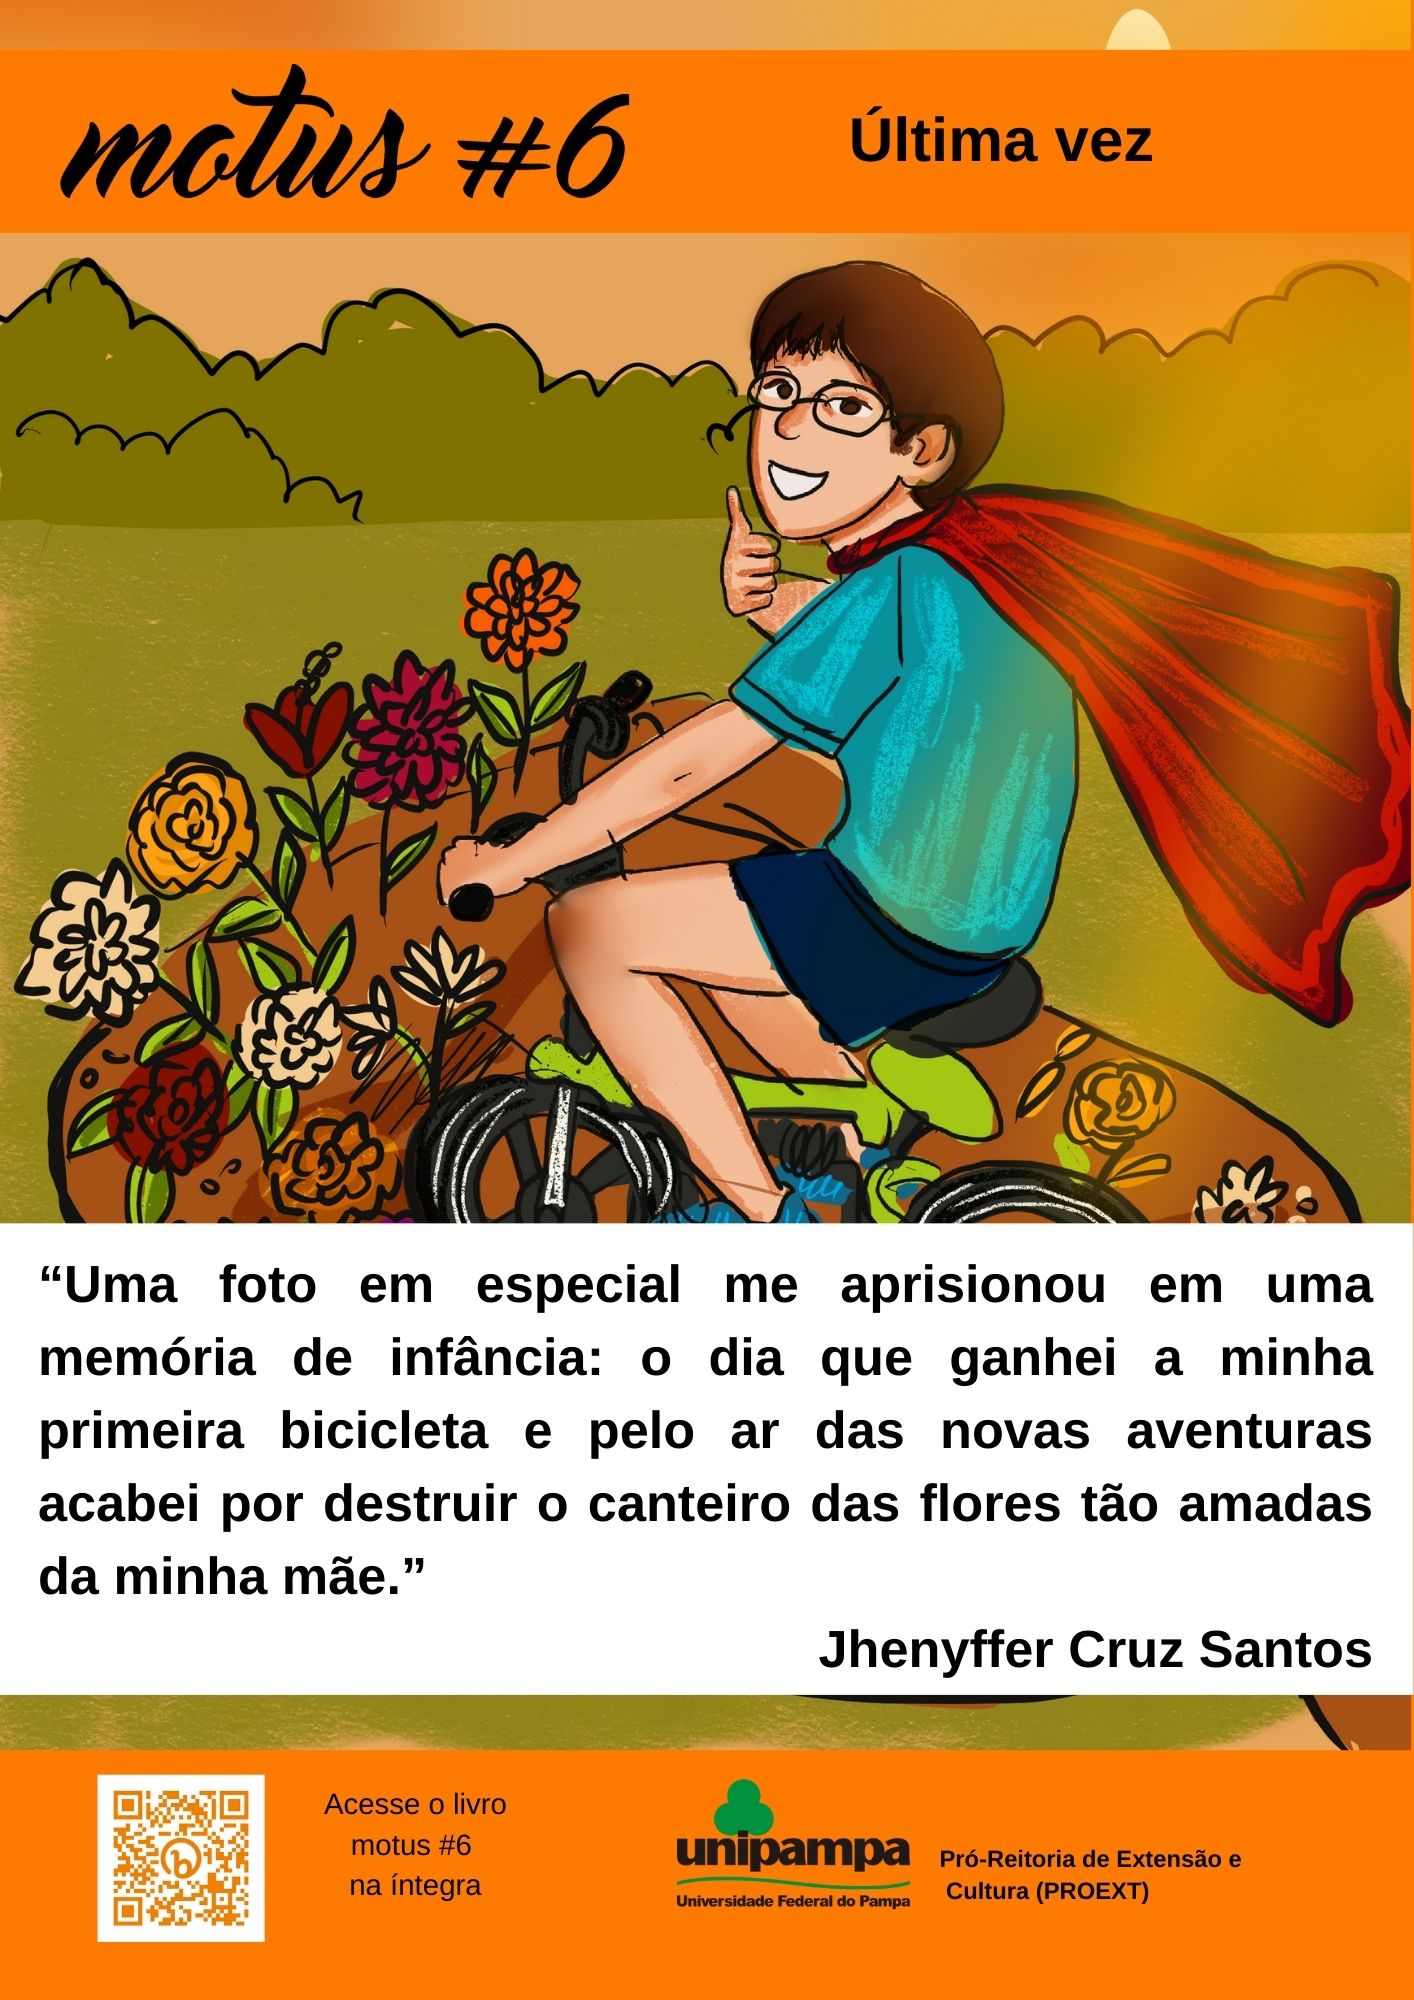 motus #6
Última vez
“Uma foto em especial me aprisionou em uma
memória de infância: o dia que ganhei a minha
primeira bicicleta e pelo ar das novas aventuras
acabei por destruir o canteiro das flores tão amadas
da minha mãe.”
Jhenyffer Cruz Santos
Acesse o livro
motus #6
na íntegra
unipampa
Universidade Federal do Pampa
Pró-Reitoria de Extensão e
Cultura (PROEXT)